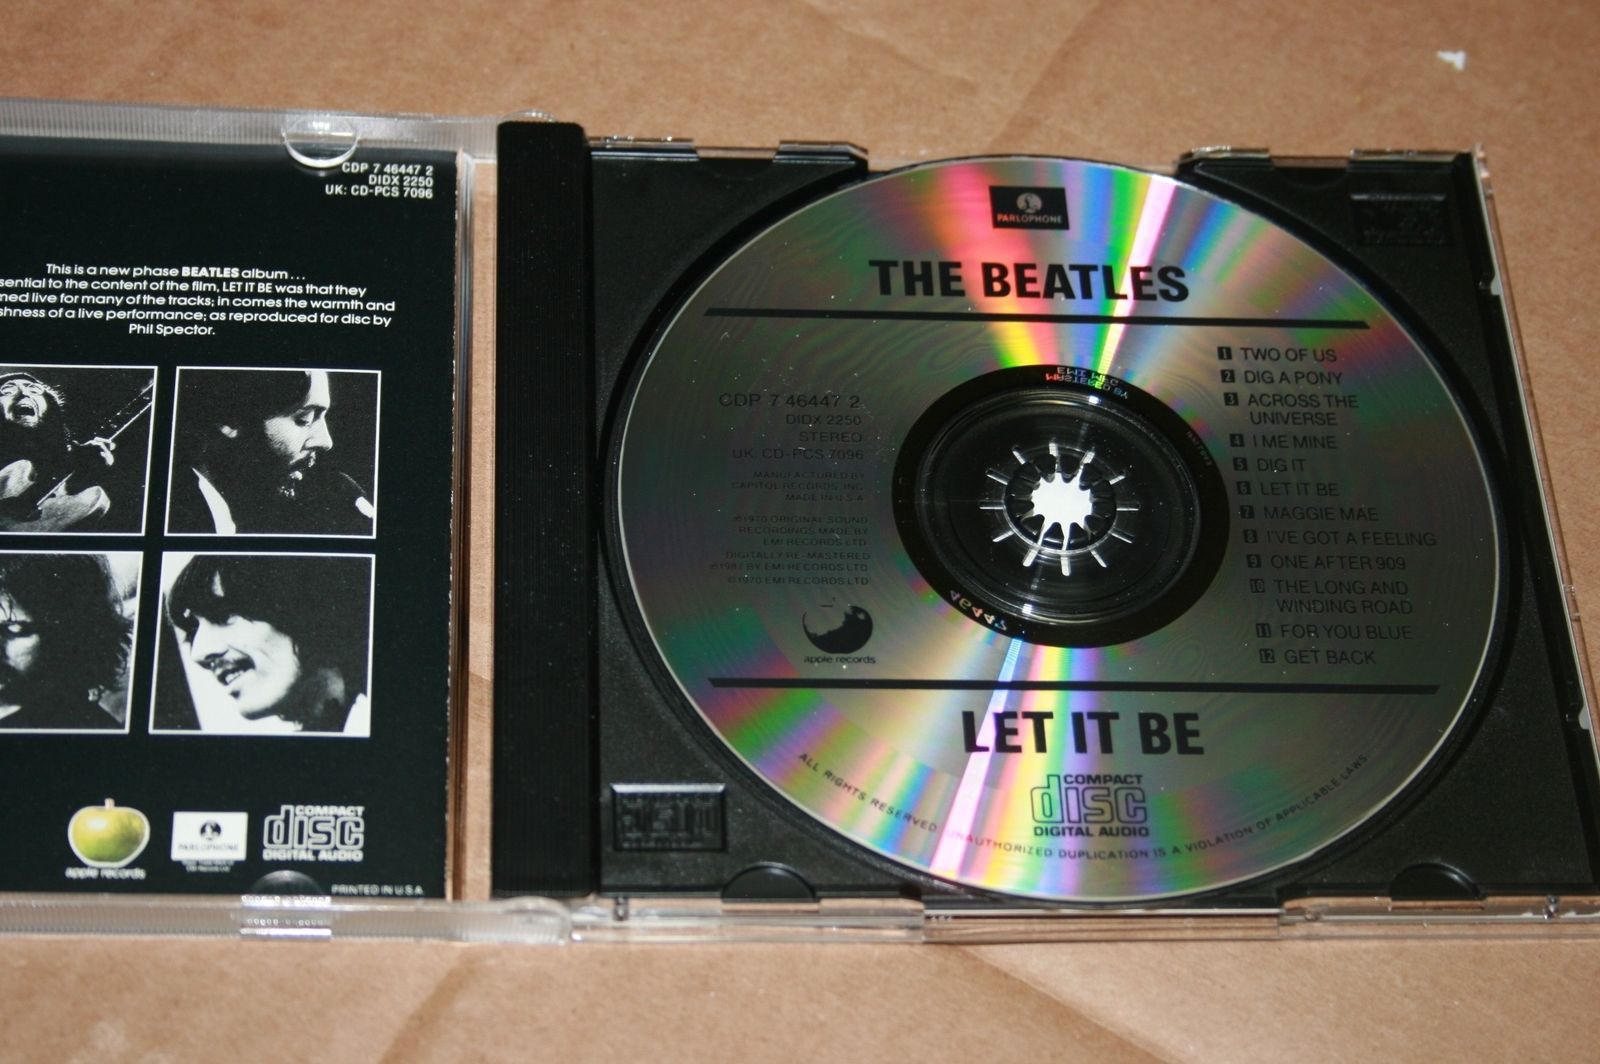 CDP 7 46447 2
DIDX 2250
UK: CD-PCS 7096
This is a new phase BEATLES album...
sential to the content of the film, LET IT BE was that they
med live for many of the tracks; in comes the warmth and
shness of a live performance; as reproduced for disc by
Phil Spector.
apple records
PARLOPHONE
COMPACT
disc
DIGITAL AUDIO
PRINTED IN U.S.A.
PARLOPHONE
THE BEATLES
CDP 7 46447 2
DIDX 2250
STEREO
UK: CD-PCS 7096
MANUFACTURED BY
CAPITOL RECORDS, INC.
MADE IN U.S.A.
℗1970 ORIGINAL SOUND
RECORDINGS MADE BY
EMI RECORDS LTD.
DIGITALLY RE-MASTERED
℗1987 BY EMI RECORDS LTD.
©1970 EMI RECORDS LTD.
apple records
MASTERED BY
EMI MFG.
46447
1 TWO OF US
2 DIG A PONY
3 ACROSS THE
UNIVERSE
4 I ME MINE
5 DIG IT
6 LET IT BE
7 MAGGIE MAE
8 I'VE GOT A FEELING
9 ONE AFTER 909
10 THE LONG AND
WINDING ROAD
11 FOR YOU BLUE
12 GET BACK
LET IT BE
COMPACT
disc
DIGITAL AUDIO
ALL RIGHTS RESERVED. UNAUTHORIZED DUPLICATION IS A VIOLATION OF APPLICABLE LAWS